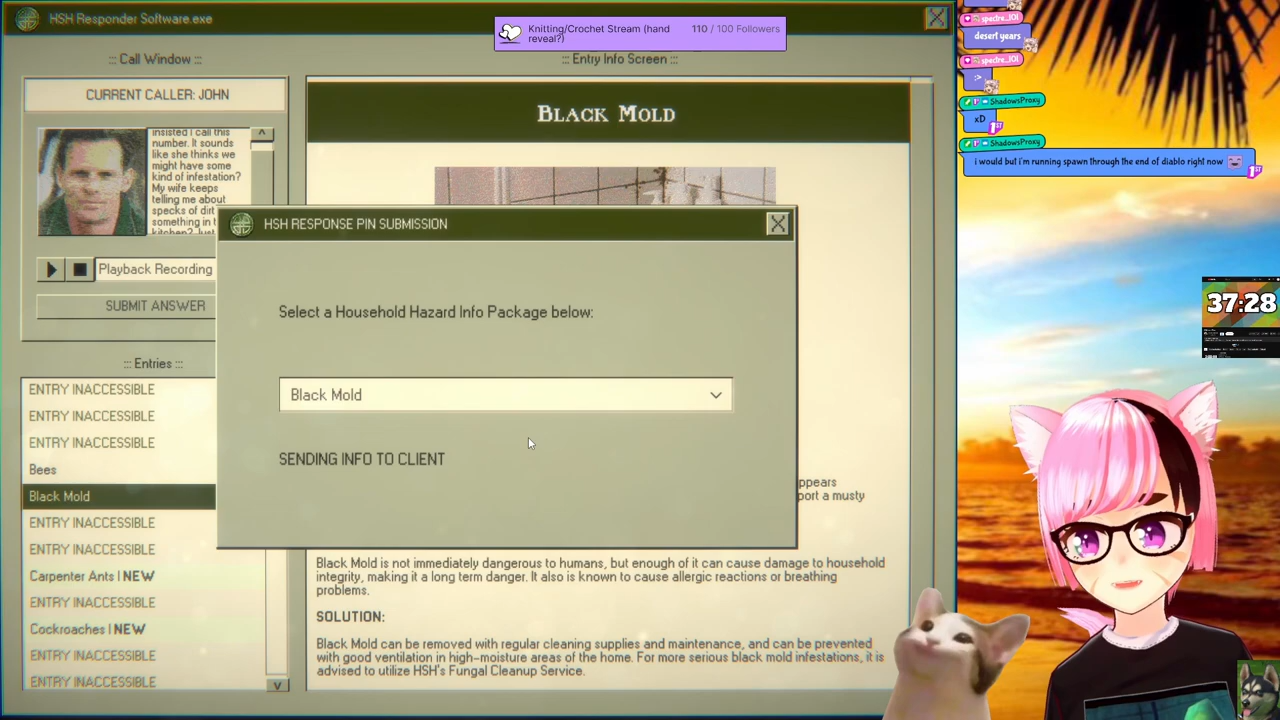 HSH Responder Software.exe
Knitting/Crochet Stream (hand
reveal?)
110 / 100 Followers
::: Call Window :::
::: Entry Info Screen :::
CURRENT CALLER: JOHN
insisted I call this
number. It sounds
like she thinks we
might have some
kind of infestation?
My wife keeps
telling me about
specks of dirt
something in t
kitchen? Just
Playback Recording
SUBMIT ANSWER
::: Entries :::
ENTRY INACCESSIBLE
ENTRY INACCESSIBLE
ENTRY INACCESSIBLE
Bees
Black Mold
ENTRY INACCESSIBLE
ENTRY INACCESSIBLE
Carpenter Ants | NEW
ENTRY INACCESSIBLE
Cockroaches | NEW
ENTRY INACCESSIBLE
ENTRY INACCESSIBLE
BLACK MOLD
HSH RESPONSE PIN SUBMISSION
Select a Household Hazard Info Package below:
Black Mold
SENDING INFO TO CLIENT
ppears
port a musty
Black Mold is not immediately dangerous to humans, but enough of it can cause damage to household
integrity, making it a long term danger. It also is known to cause allergic reactions or breathing
problems.
SOLUTION:
Black Mold can be removed with regular cleaning supplies and maintenance, and can be prevented
with good ventilation in high-moisture areas of the home. For more serious black mold infestations, it is
advised to utilize HSH's Fungal Cleanup Service.
spectre_101
desert years
spectre_101
:>
ShadowsProxy
xD
1ST
ShadowsProxy
i would but i'm running spawn through the end of diablo right now
1ST
37:28